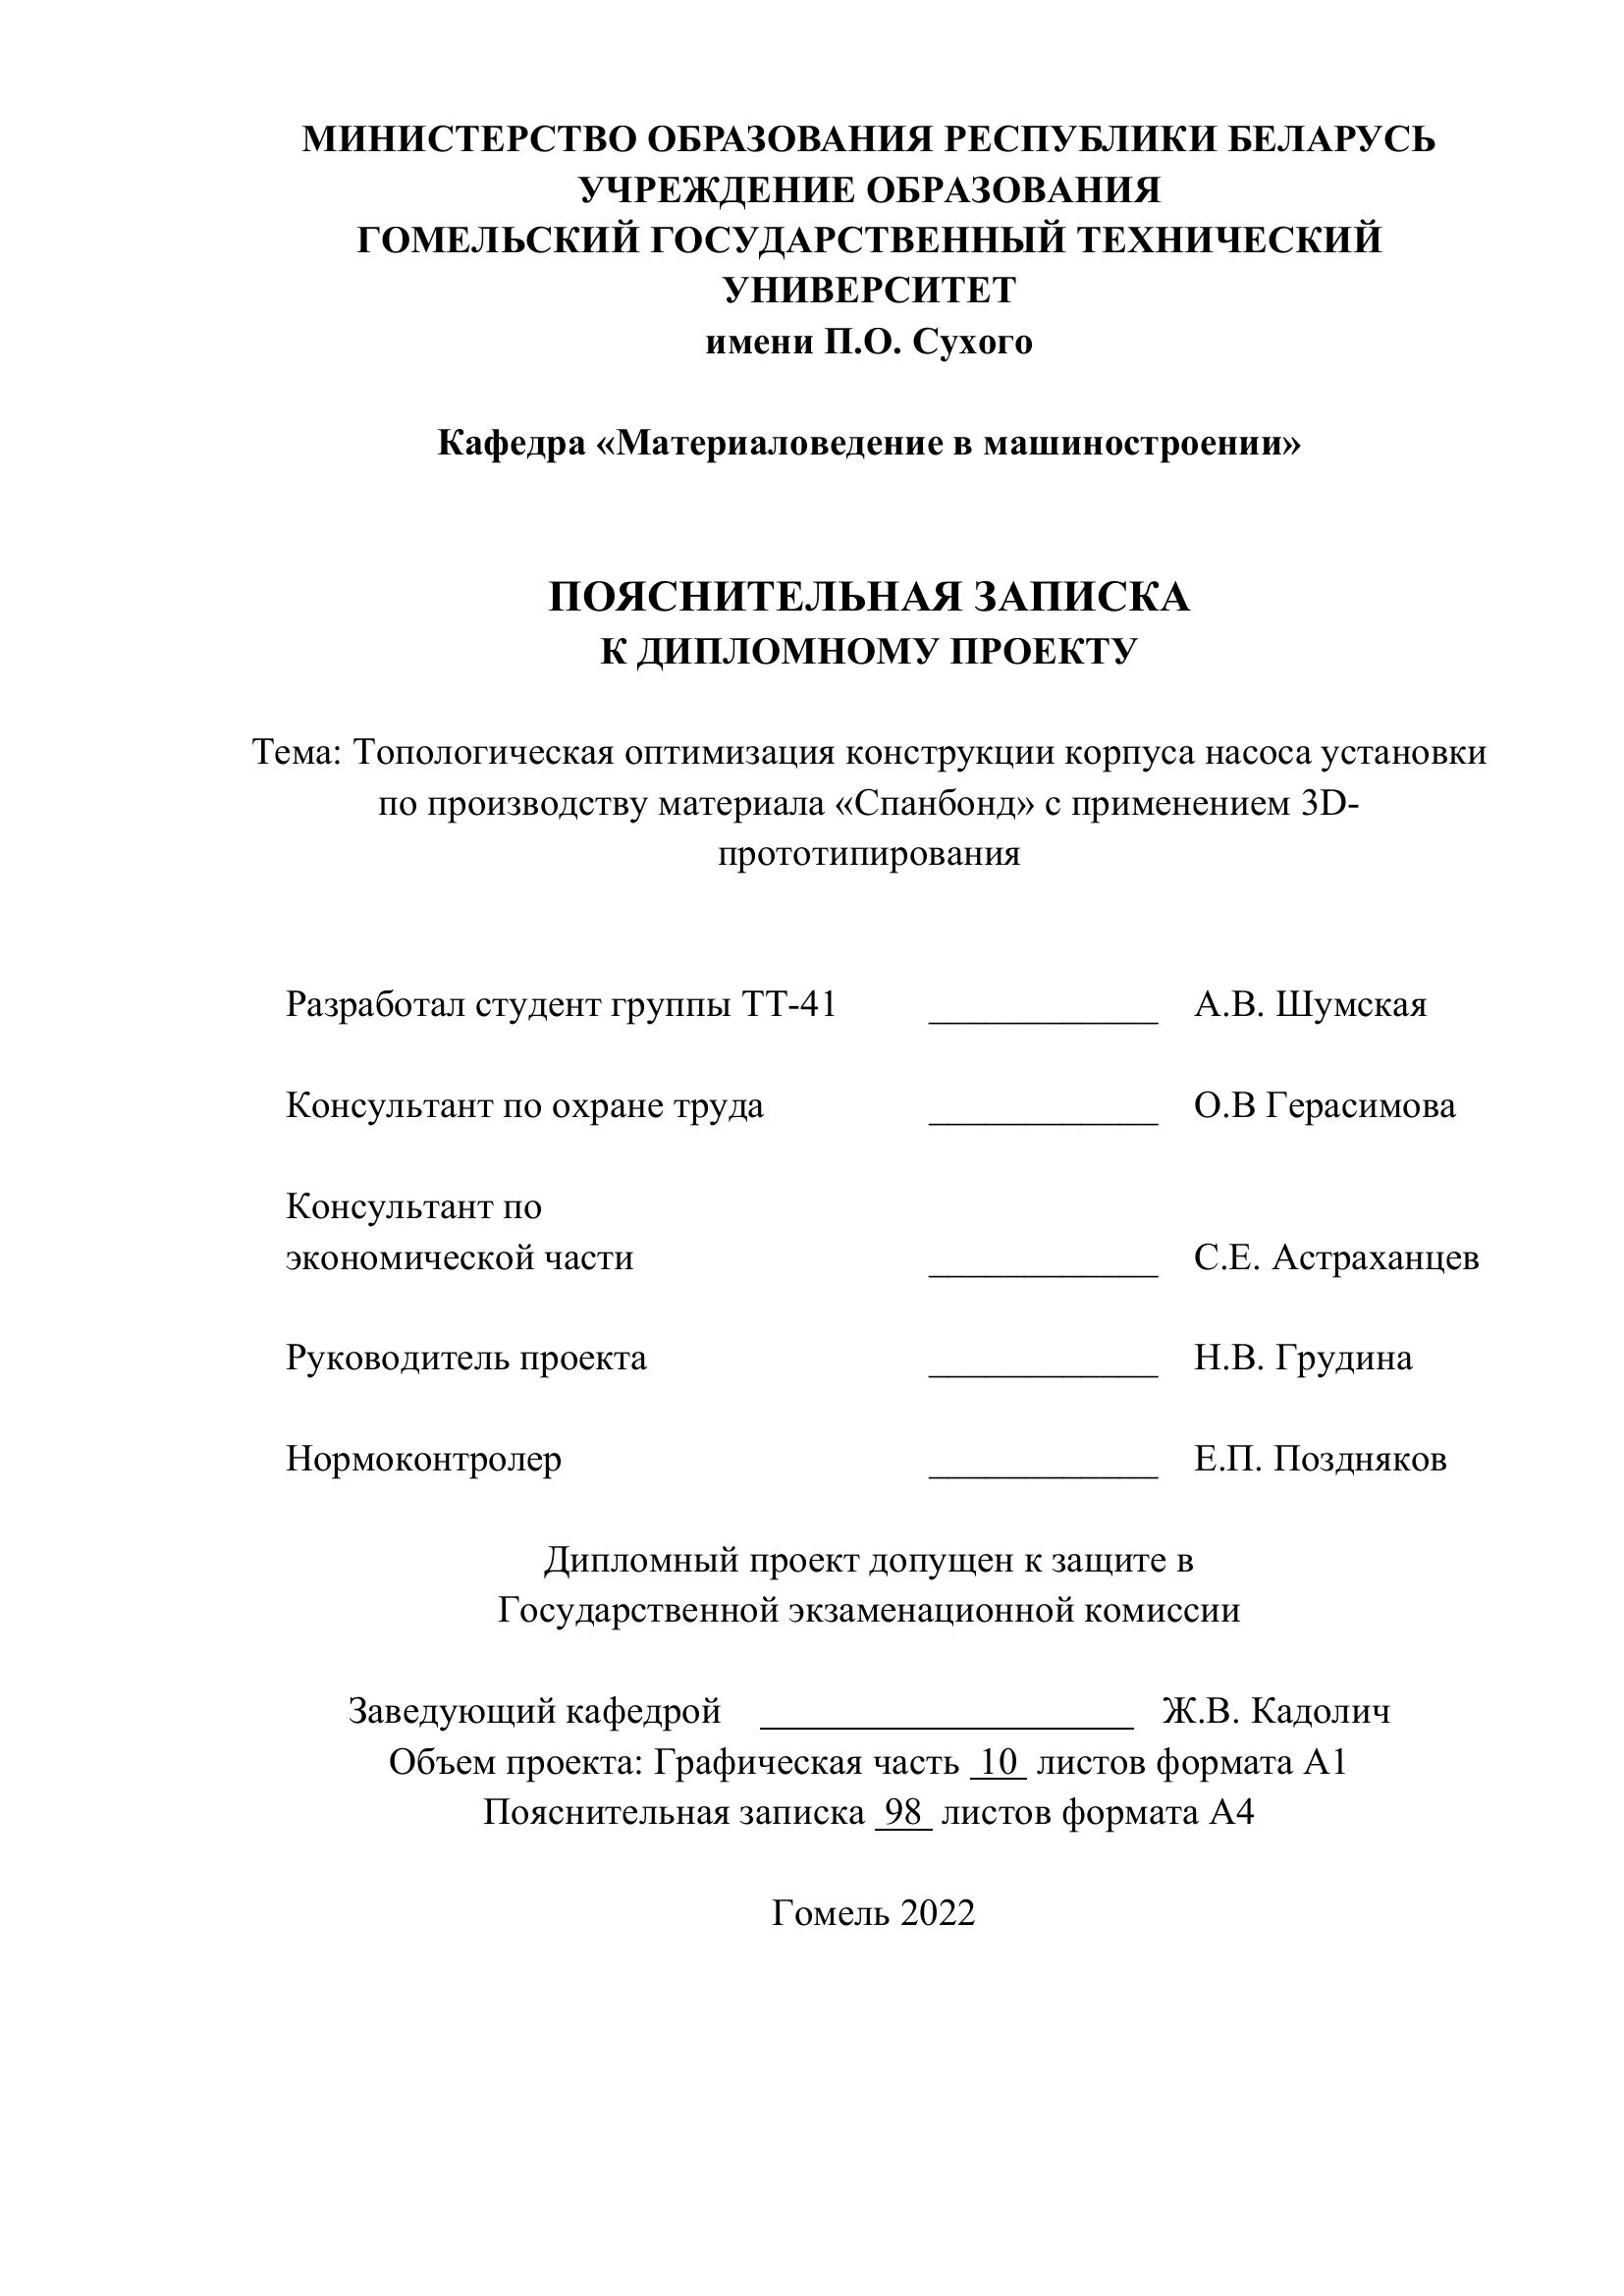 МИНИСТЕРСТВО ОБРАЗОВАНИЯ РЕСПУБЛИКИ БЕЛАРУСЬ
УЧРЕЖДЕНИЕ ОБРАЗОВАНИЯ
ГОМЕЛЬСКИЙ ГОСУДАРСТВЕННЫЙ ТЕХНИЧЕСКИЙ
УНИВЕРСИТЕТ
имени П.О. Сухого
Кафедра «Материаловедение в машиностроении»
ПОЯСНИТЕЛЬНАЯ ЗАПИСКА
К ДИПЛОМНОМУ ПРОЕКТУ
Тема: Топологическая оптимизация конструкции корпуса насоса установки
по производству материала «Спанбонд» с применением 3D-
прототипирования
Разработал студент группы ТТ-41 ____________ А.В. Шумская
Консультант по охране труда ____________ О.В Герасимова
Консультант по
экономической части ____________ С.Е. Астраханцев
Руководитель проекта ____________ Н.В. Грудина
Нормоконтролер ____________ Е.П. Поздняков
Дипломный проект допущен к защите в
Государственной экзаменационной комиссии
Заведующий кафедрой ____________________ Ж.В. Кадолич
Объем проекта: Графическая часть 10 листов формата А1
Пояснительная записка 98 листов формата А4
Гомель 2022